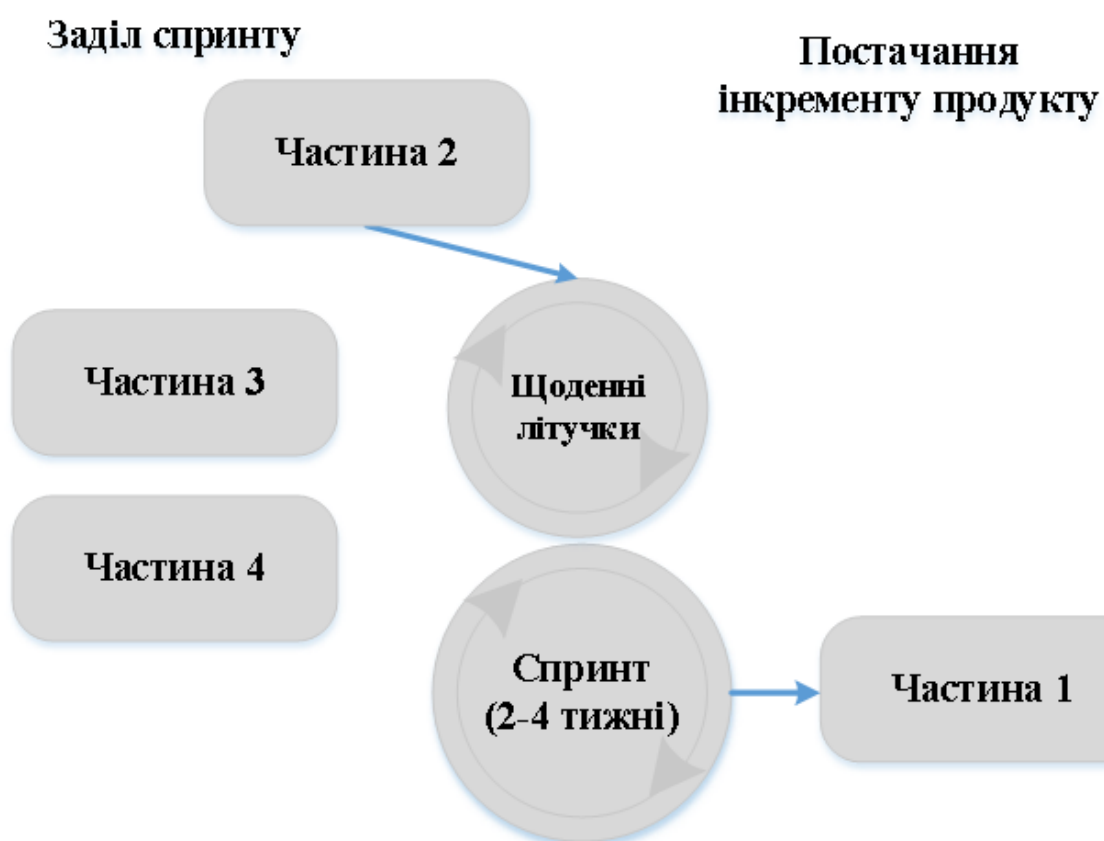 Заділ спринту
Постачання
інкременту продукту
Частина 2
Частина 3
Щоденні
літучки
Частина 4
Спринт
(2-4 тижні)
Частина 1